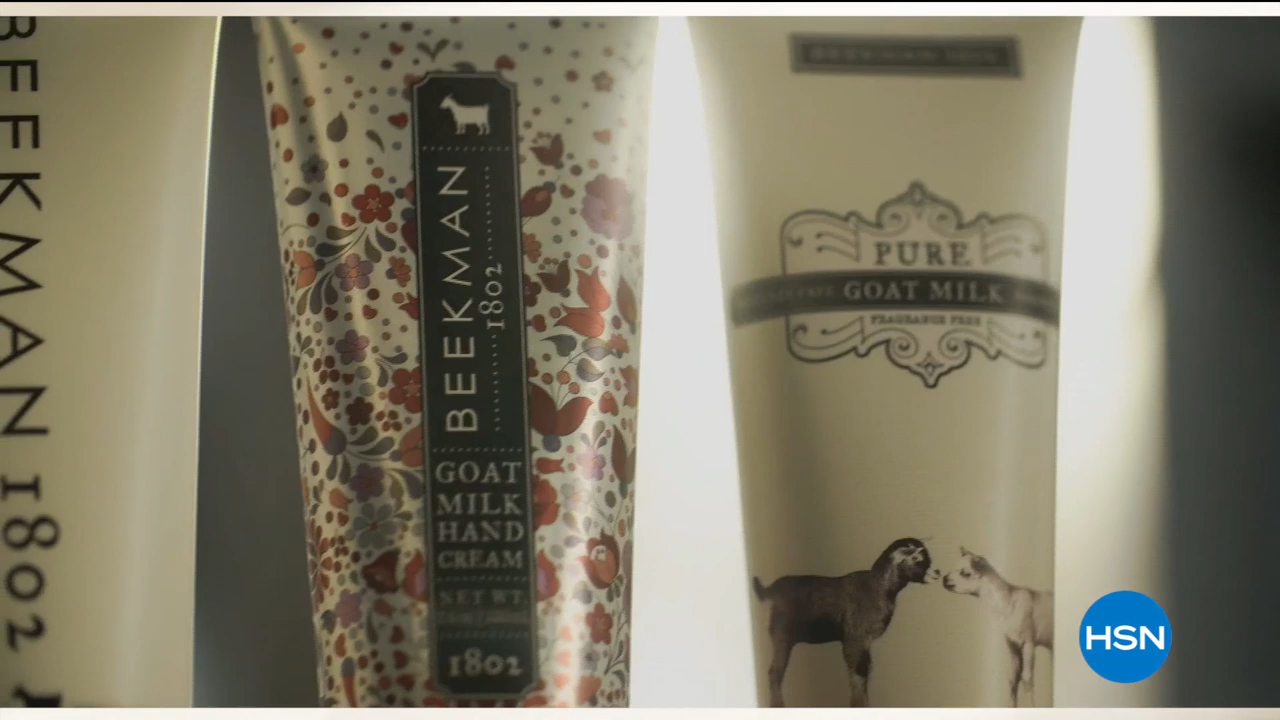 BEEKMAN 1802
BEEKMAN
1802
GOAT
MILK
HAND
CREAM
NET WT.
1802
PURE
GOAT MILK
FRAGRANCE FREE
HSN